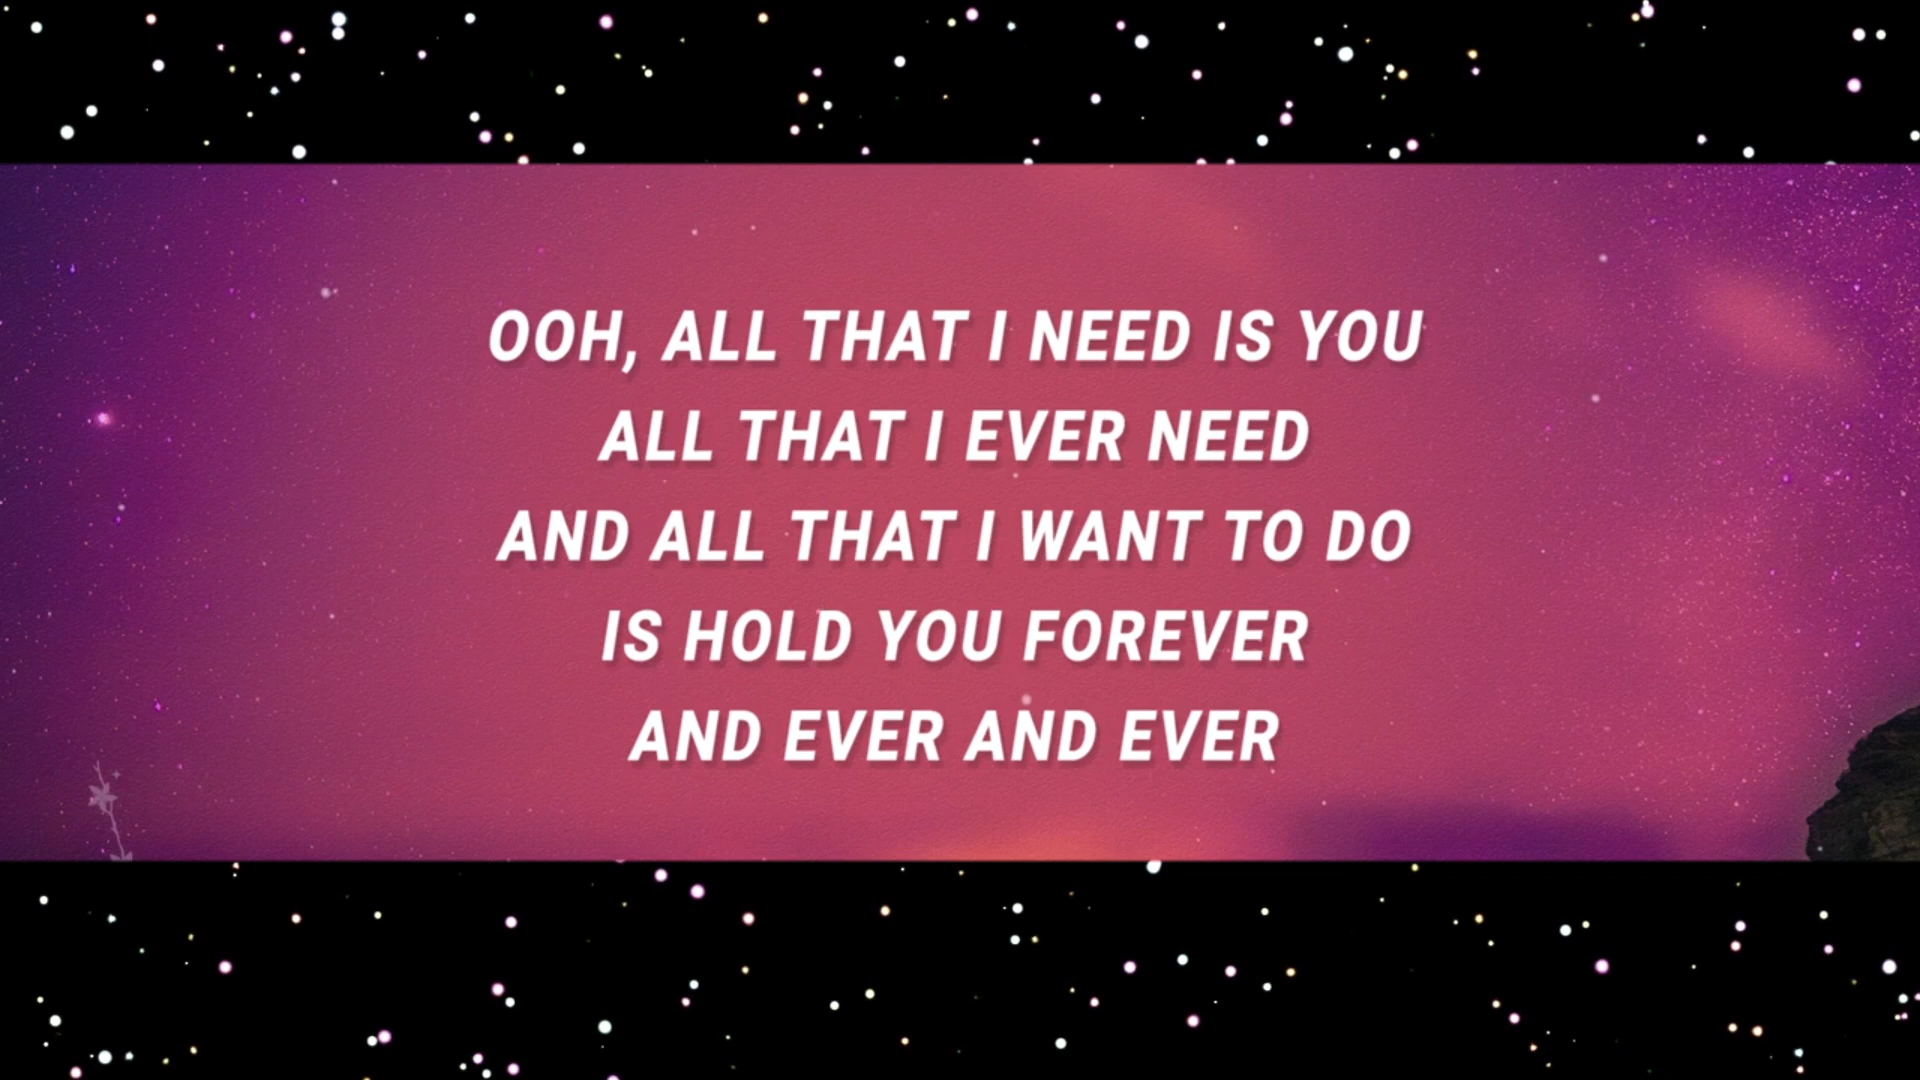 OOH, ALL THAT I NEED IS YOU
ALL THAT I EVER NEED
AND ALL THAT I WANT TO DO
IS HOLD YOU FOREVER
AND EVER AND EVER